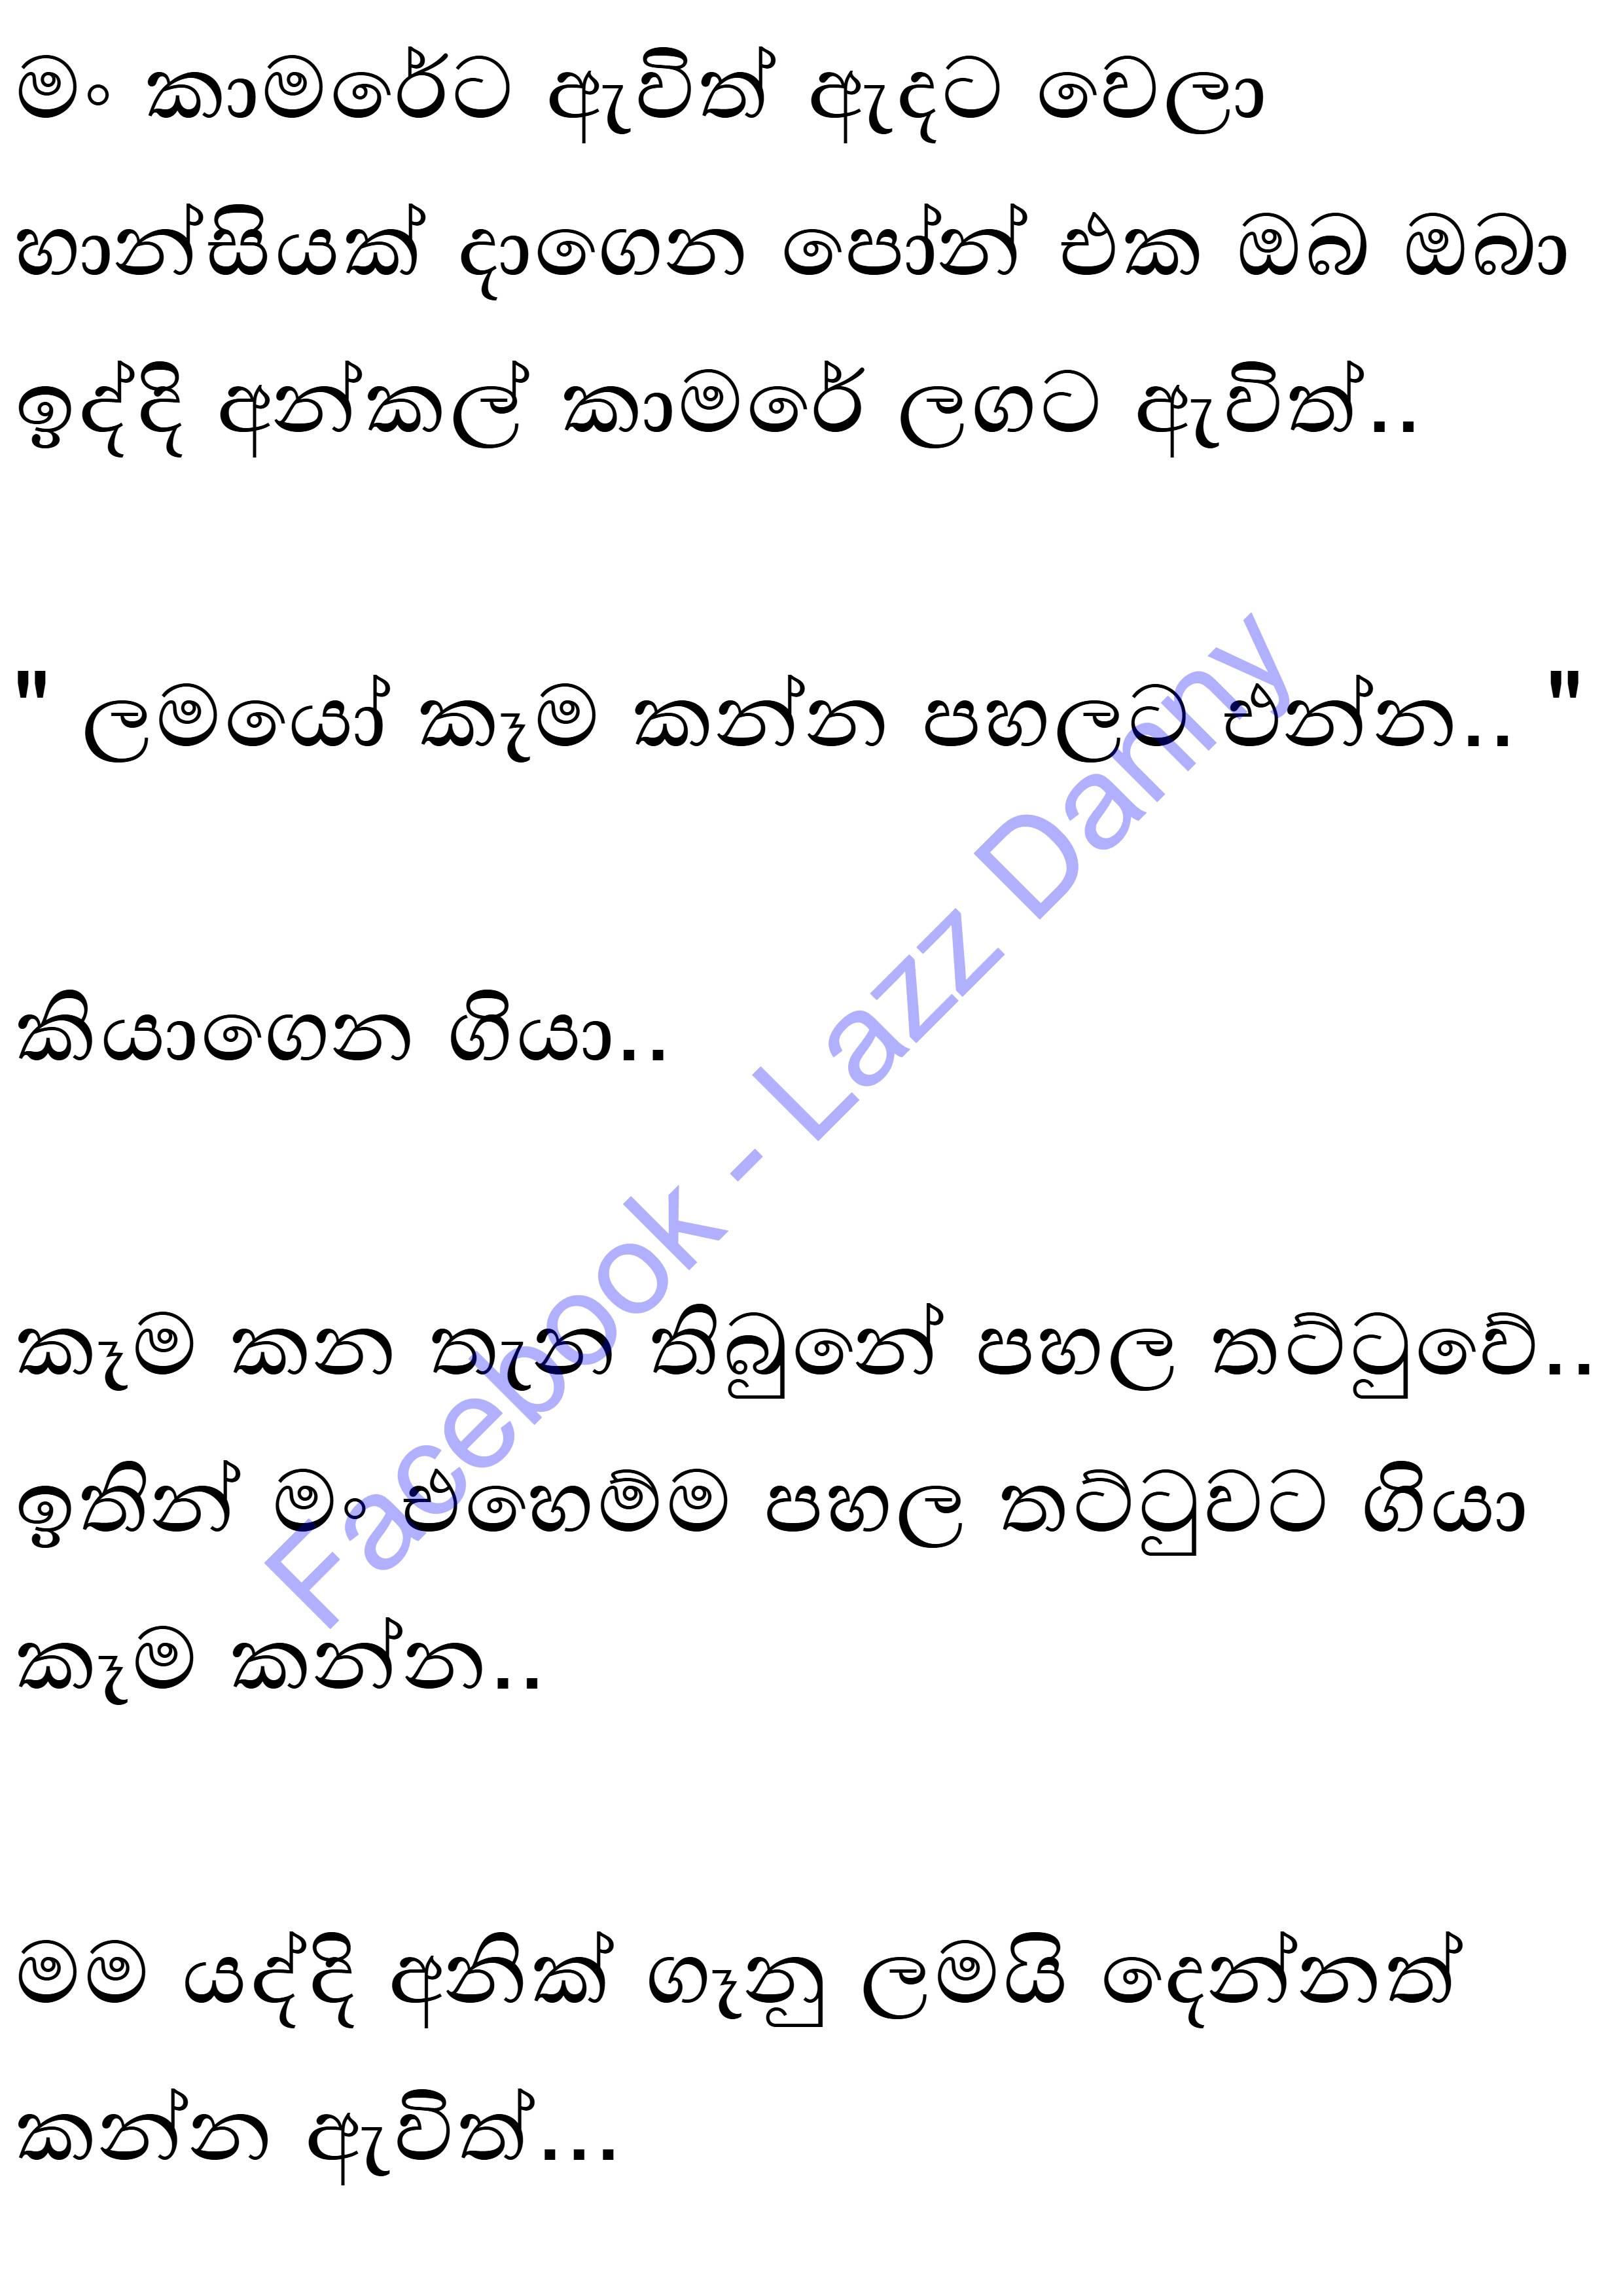 මං කාමරේට ඇවිත් ඇදට වෙලා
හාන්සියක් දාගෙන පෝන් එක ඔබ ඔබා
ඉද්දි අන්කල් කාමරේ ලගට ඇවිත්..
" ලමයෝ කෑම කන්න පහලට එන්න.. "
කියාගෙන ගියා..
කෑම කන තැන තිබුනේ පහල තට්ටුවේ..
ඉතින් මං එහෙම්ම පහල තට්ටුවට ගියා
කෑම කන්න..
මම යද්දි අනික් ගෑනු ලමයි දෙන්නත්
කන්න ඇවිත්...
Facebook - Lazz Danny